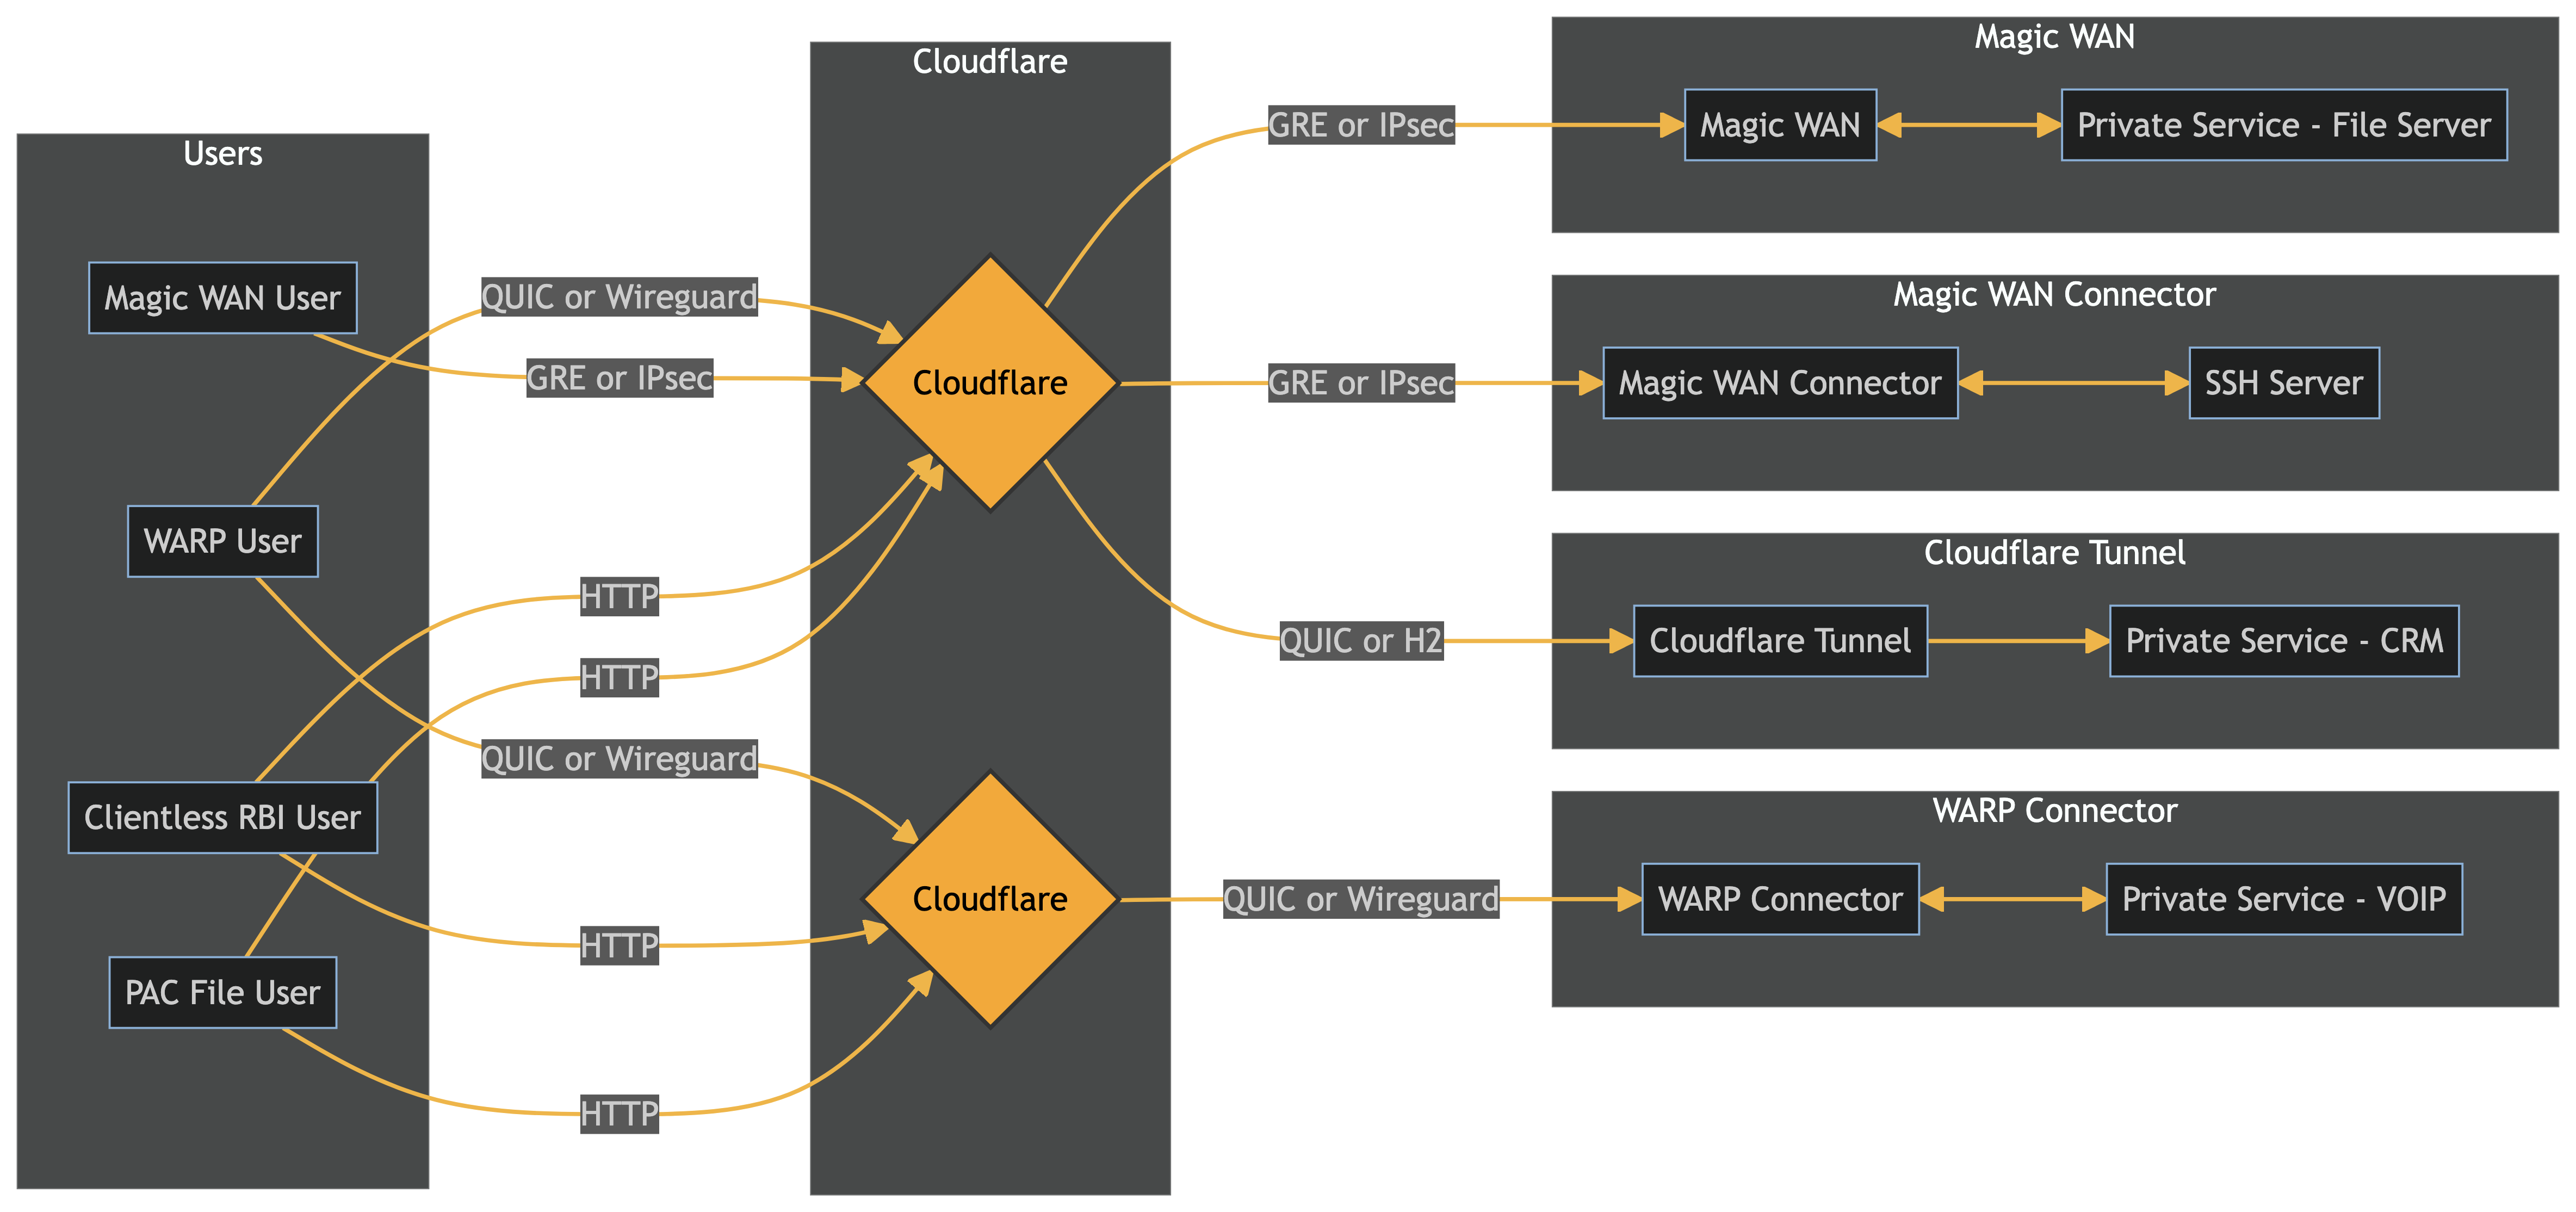 Users
Magic WAN User
WARP User
Clientless RBI User
PAC File User
QUIC or Wireguard
GRE or IPsec
HTTP
HTTP
QUIC or Wireguard
HTTP
HTTP
Cloudflare
Cloudflare
Cloudflare
GRE or IPsec
GRE or IPsec
QUIC or H2
QUIC or Wireguard
Magic WAN
Magic WAN
Private Service - File Server
Magic WAN Connector
Magic WAN Connector
SSH Server
Cloudflare Tunnel
Cloudflare Tunnel
Private Service - CRM
WARP Connector
WARP Connector
Private Service - VOIP